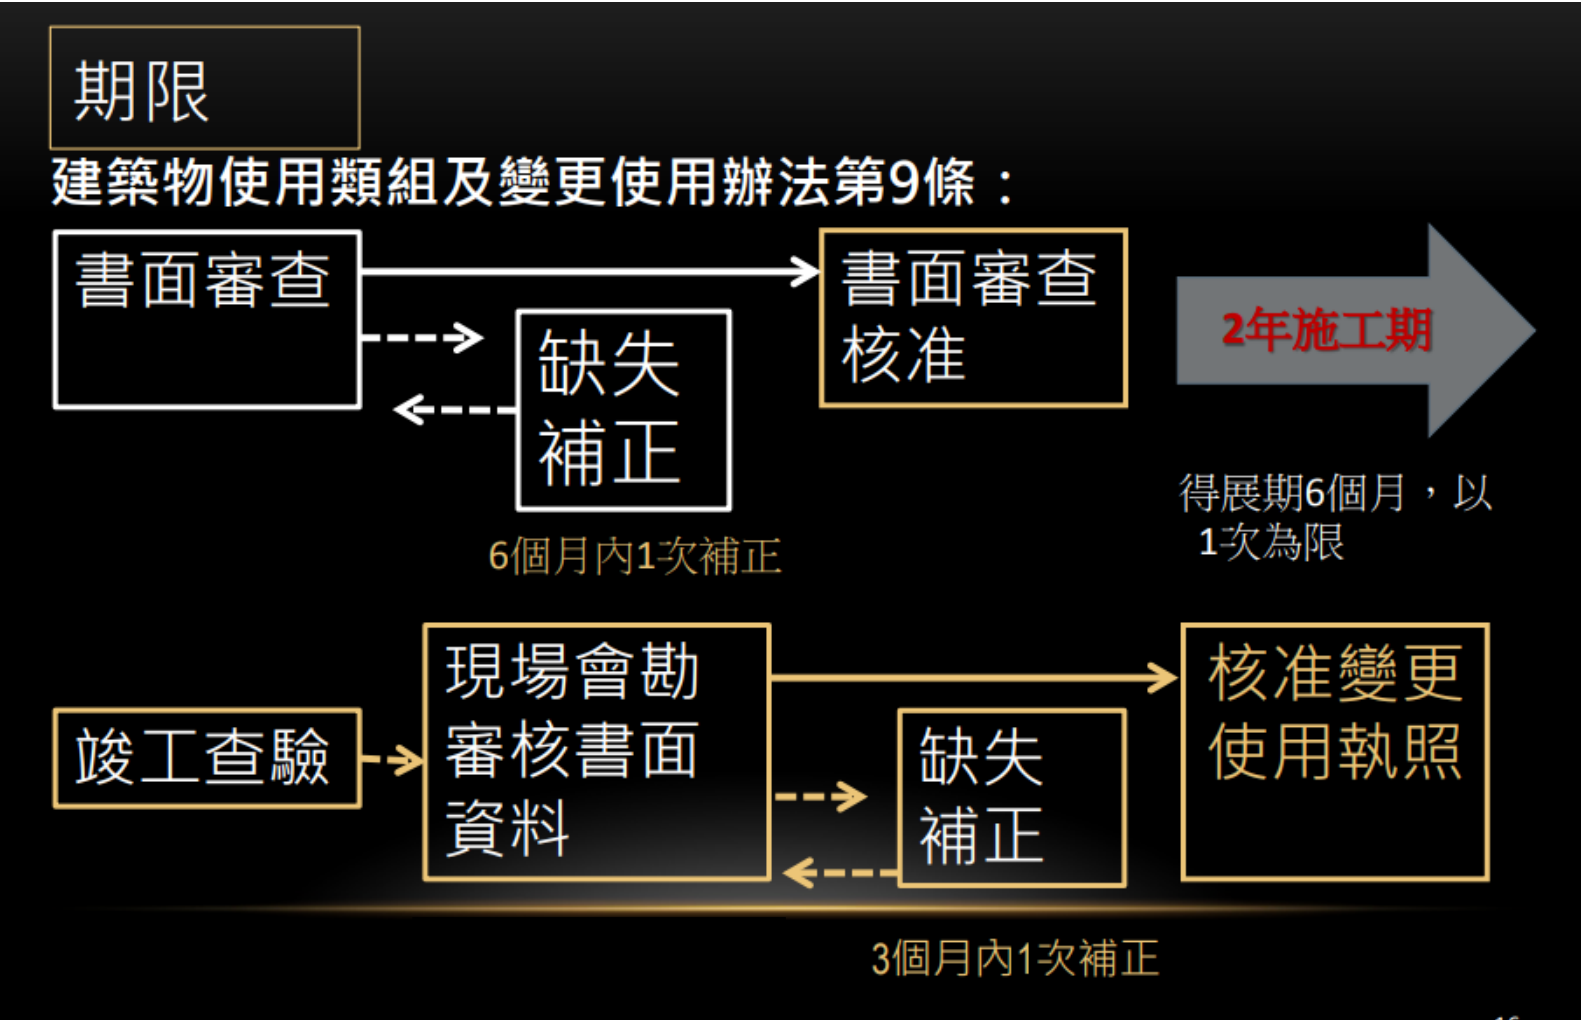 期限
建築物使用類組及變更使用辦法第9條：
書面審查
缺失
補正
6個月內1次補正
書面審查
核准
2年施工期
得展期6個月，以
1次為限
竣工查驗
現場會勘
審核書面
資料
缺失
補正
3個月內1次補正
核准變更
使用執照